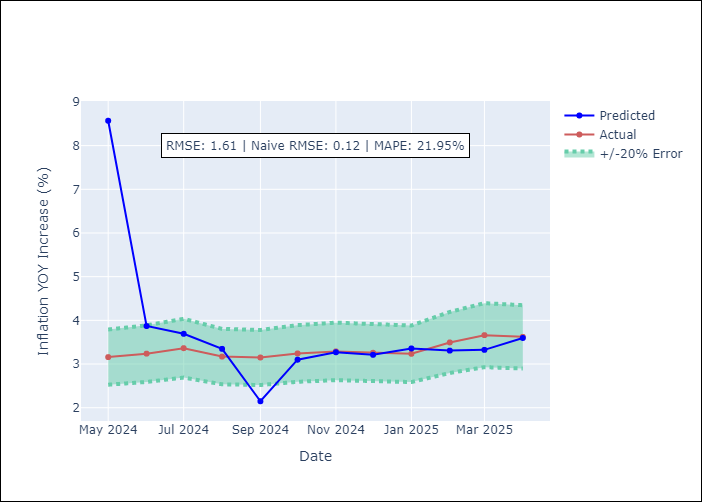 9
8
7
6
5
4
3
2
Inflation YOY Increase (%)
RMSE: 1.61 | Naive RMSE: 0.12 | MAPE: 21.95%
Predicted
Actual
+/-20% Error
May 2024 Jul 2024 Sep 2024 Nov 2024 Jan 2025 Mar 2025
Date